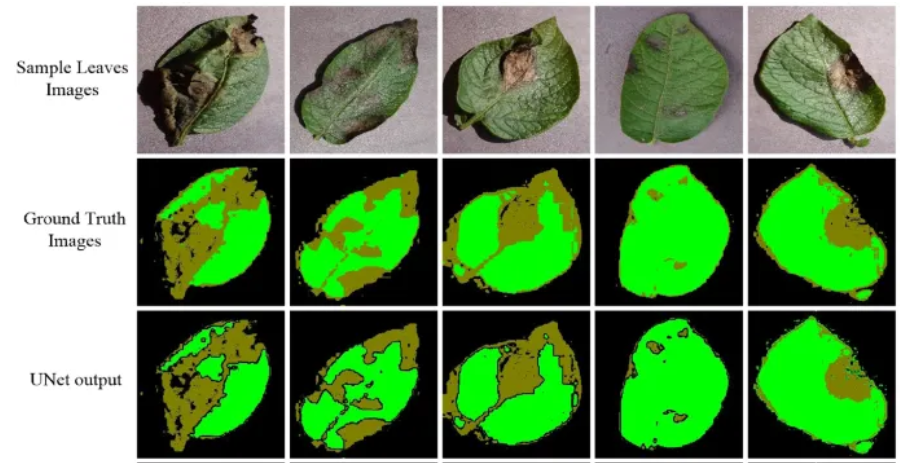 Sample Leaves
Images
Ground Truth
Images
UNet output